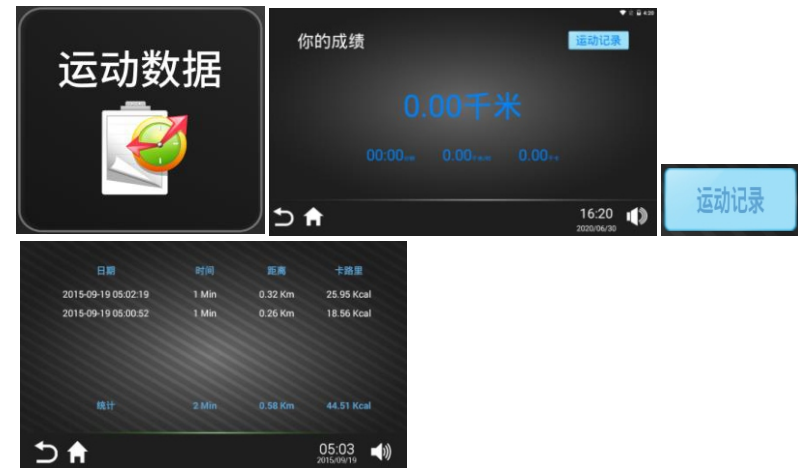 运动数据
4:20
你的成绩
运动记录
0.00千米
00:00
0.00
0.00
16:20
2020/06/30
运动记录
日期 时间 距离 卡路里
2015-09-19 05:02:19 1 Min 0.32 Km 25.95 Kcal
2015-09-19 05:00:52 1 Min 0.26 Km 18.56 Kcal
统计 2 Min 0.58 Km 44.51 Kcal
05:03
2015/09/19